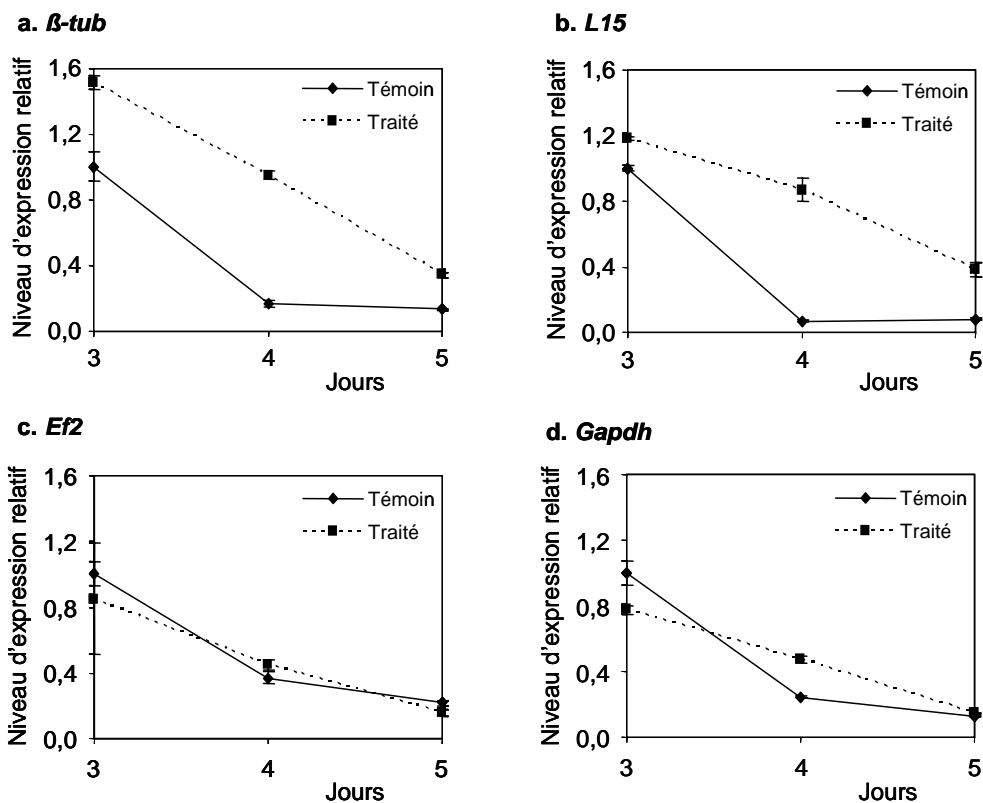 a. ß-tub
Niveau d'expression relatif
1,6
1,2
0,8
0,4
0,0
3
4
5
Jours
Témoin
Traité
b. L15
Niveau d'expression relatif
1,6
1,2
0,8
0,4
0,0
3
4
5
Jours
Témoin
Traité
c. Ef2
Niveau d'expression relatif
1,6
1,2
0,8
0,4
0,0
3
4
5
Jours
Témoin
Traité
d. Gapdh
Niveau d'expression relatif
1,6
1,2
0,8
0,4
0,0
3
4
5
Jours
Témoin
Traité